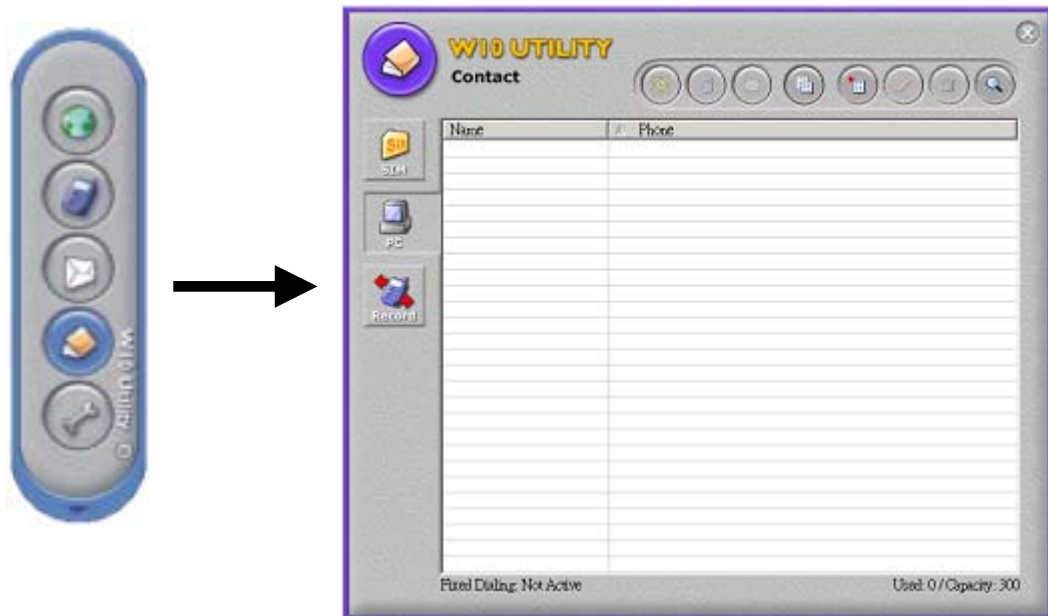 W10 Utility
W10 UTILITY
Contact
Name Phone
SIM
PC
Record
Fixed Dialing: Not Active Used: 0 / Capacity: 300